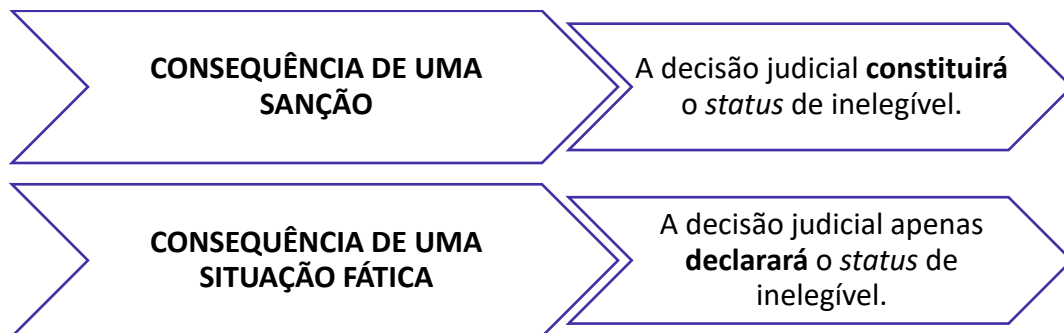 CONSEQUÊNCIA DE UMA
SANÇÃO
A decisão judicial constituirá
o status de inelegível.
CONSEQUÊNCIA DE UMA
SITUAÇÃO FÁTICA
A decisão judicial apenas
declarará o status de
inelegível.